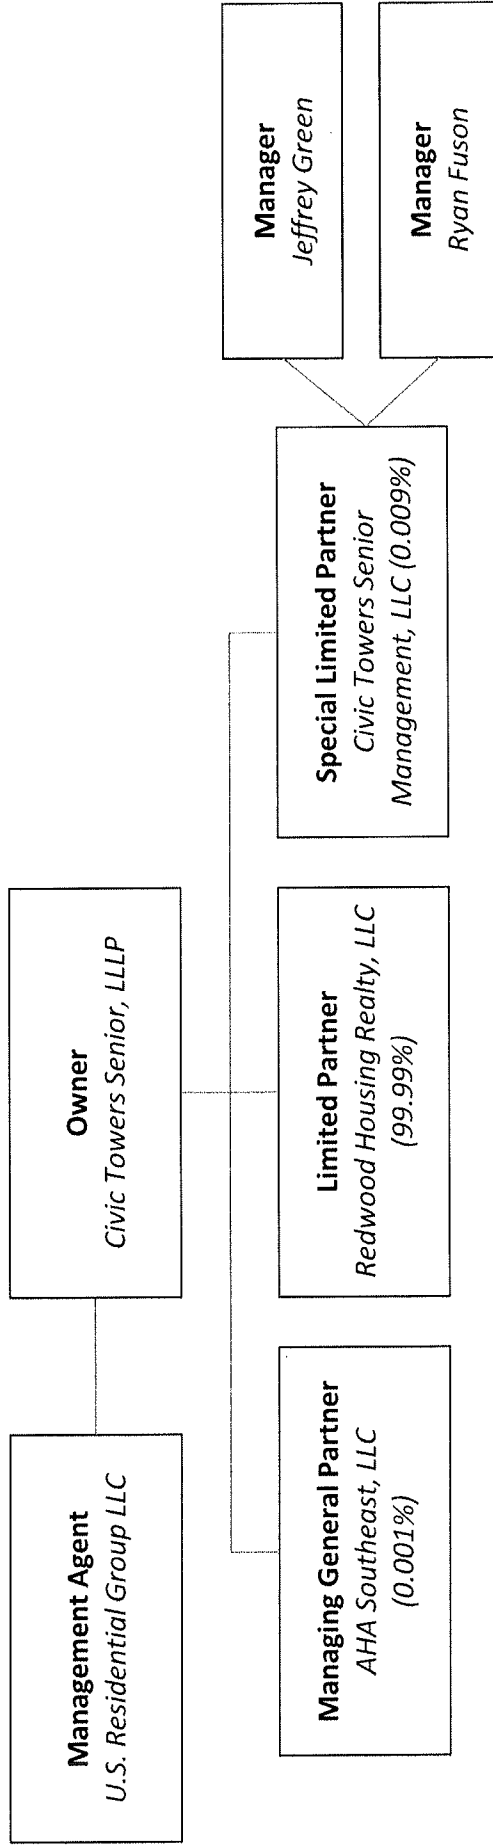 Management Agent
U.S. Residential Group LLC
Owner
Civic Towers Senior, LLLP
Managing General Partner
AHA Southeast, LLC
(0.001%)
Limited Partner
Redwood Housing Realty, LLC
(99.99%)
Special Limited Partner
Civic Towers Senior
Management, LLC (0.009%)
Manager
Jeffrey Green
Manager
Ryan Fuson